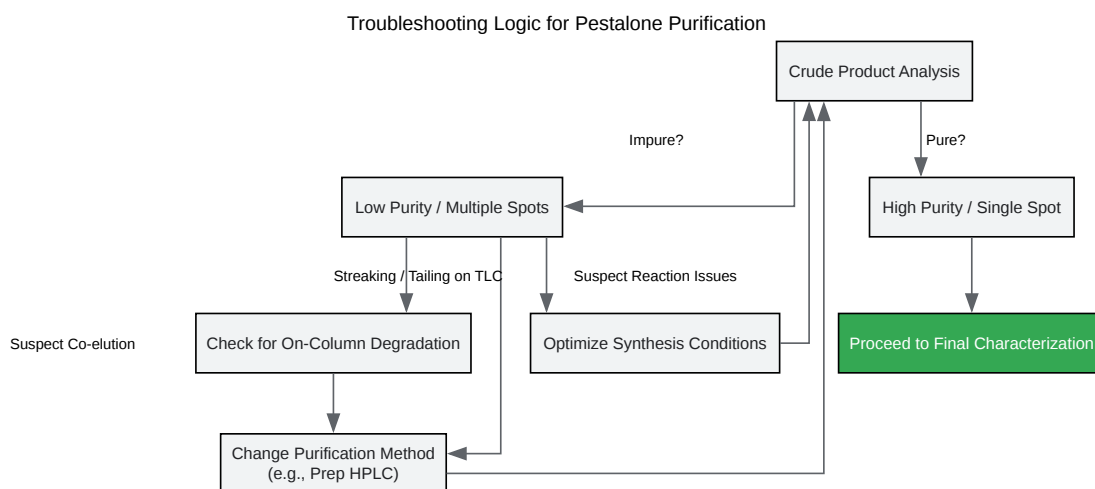 Troubleshooting Logic for Pestalone Purification
Crude Product Analysis
Impure?
Pure?
Low Purity / Multiple Spots
High Purity / Single Spot
Streaking / Tailing on TLC
Suspect Reaction Issues
Suspect Co-elution
Check for On-Column Degradation
Optimize Synthesis Conditions
Proceed to Final Characterization
Change Purification Method
(e.g., Prep HPLC)